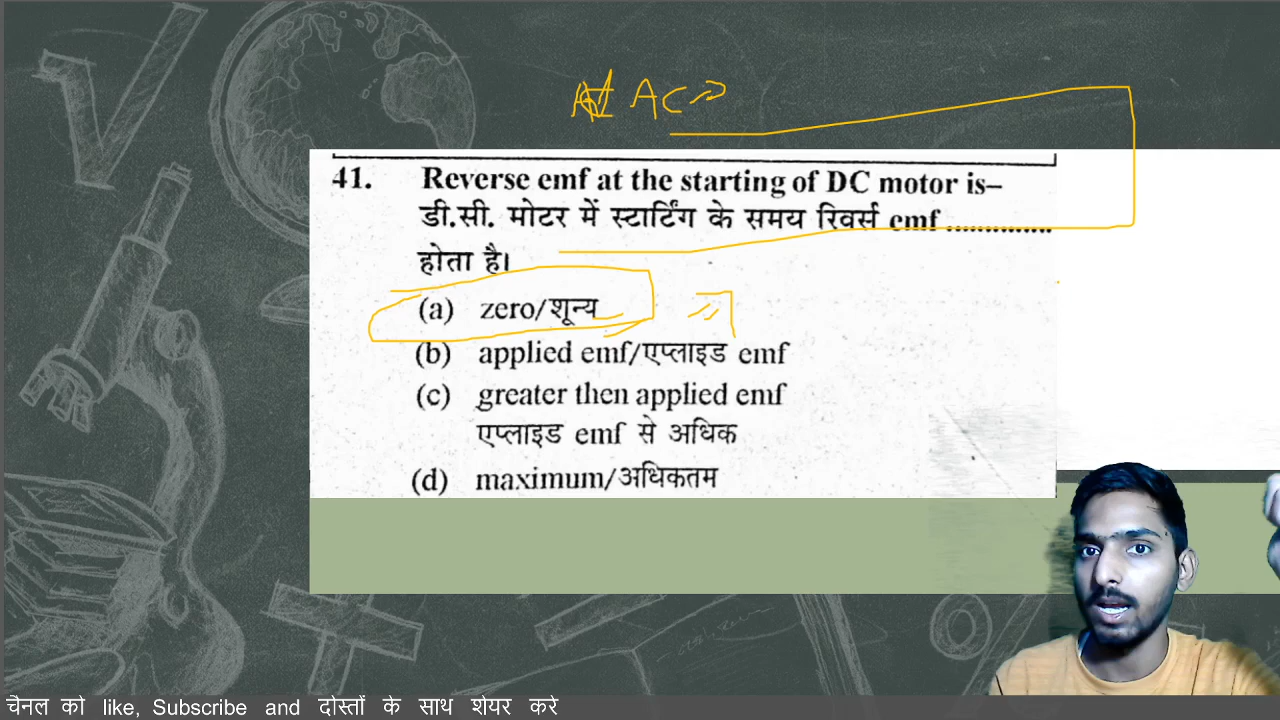 AC
41. Reverse emf at the starting of DC motor is–
डी.सी. मोटर में स्टार्टिंग के समय रिवर्स emf ..............
होता है।
(a) zero/शून्य
(b) applied emf/एप्लाइड emf
(c) greater then applied emf
एप्लाइड emf से अधिक
(d) maximum/अधिकतम
चैनल को like, Subscribe and दोस्तों के साथ शेयर करे